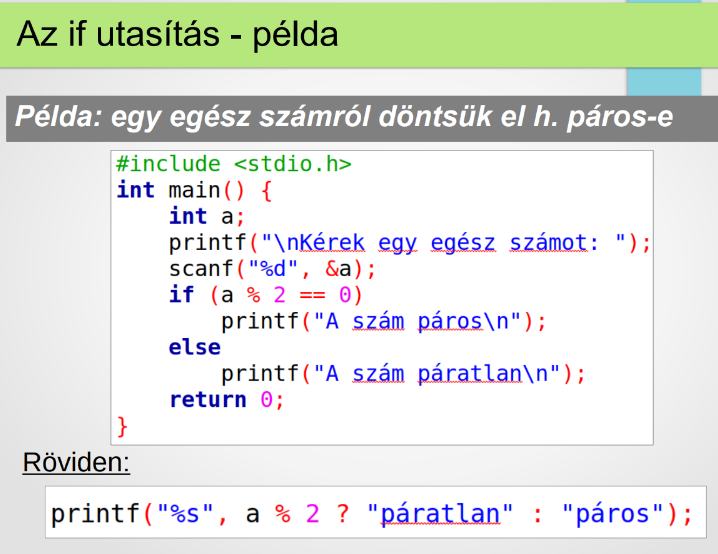 Az if utasítás - példa
Példa: egy egész számról döntsük el h. páros-e
#include <stdio.h>
int main() {
    int a;
    printf("\nKérek egy egész számot: ");
    scanf("%d", &a);
    if (a % 2 == 0)
        printf("A szám páros\n");
    else
        printf("A szám páratlan\n");
    return 0;
}
Röviden:
printf("%s", a % 2 ? "páratlan" : "páros");